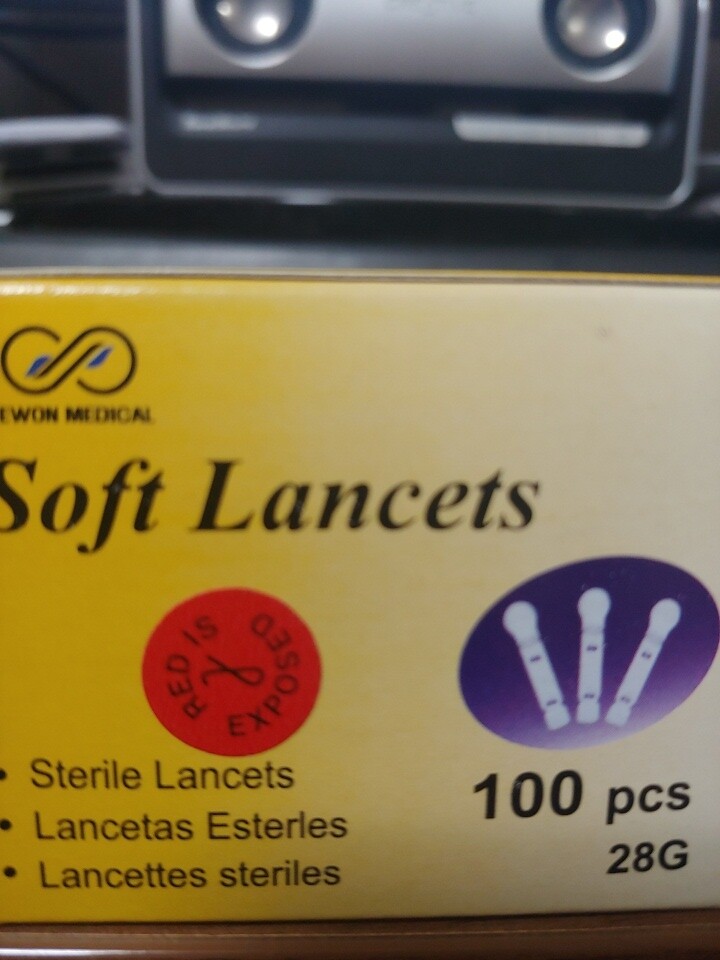 EWON MEDICAL
Soft Lancets
RED IS
EXPOSED
• Sterile Lancets
• Lancetas Esterles
• Lancettes steriles
100 pcs
28G